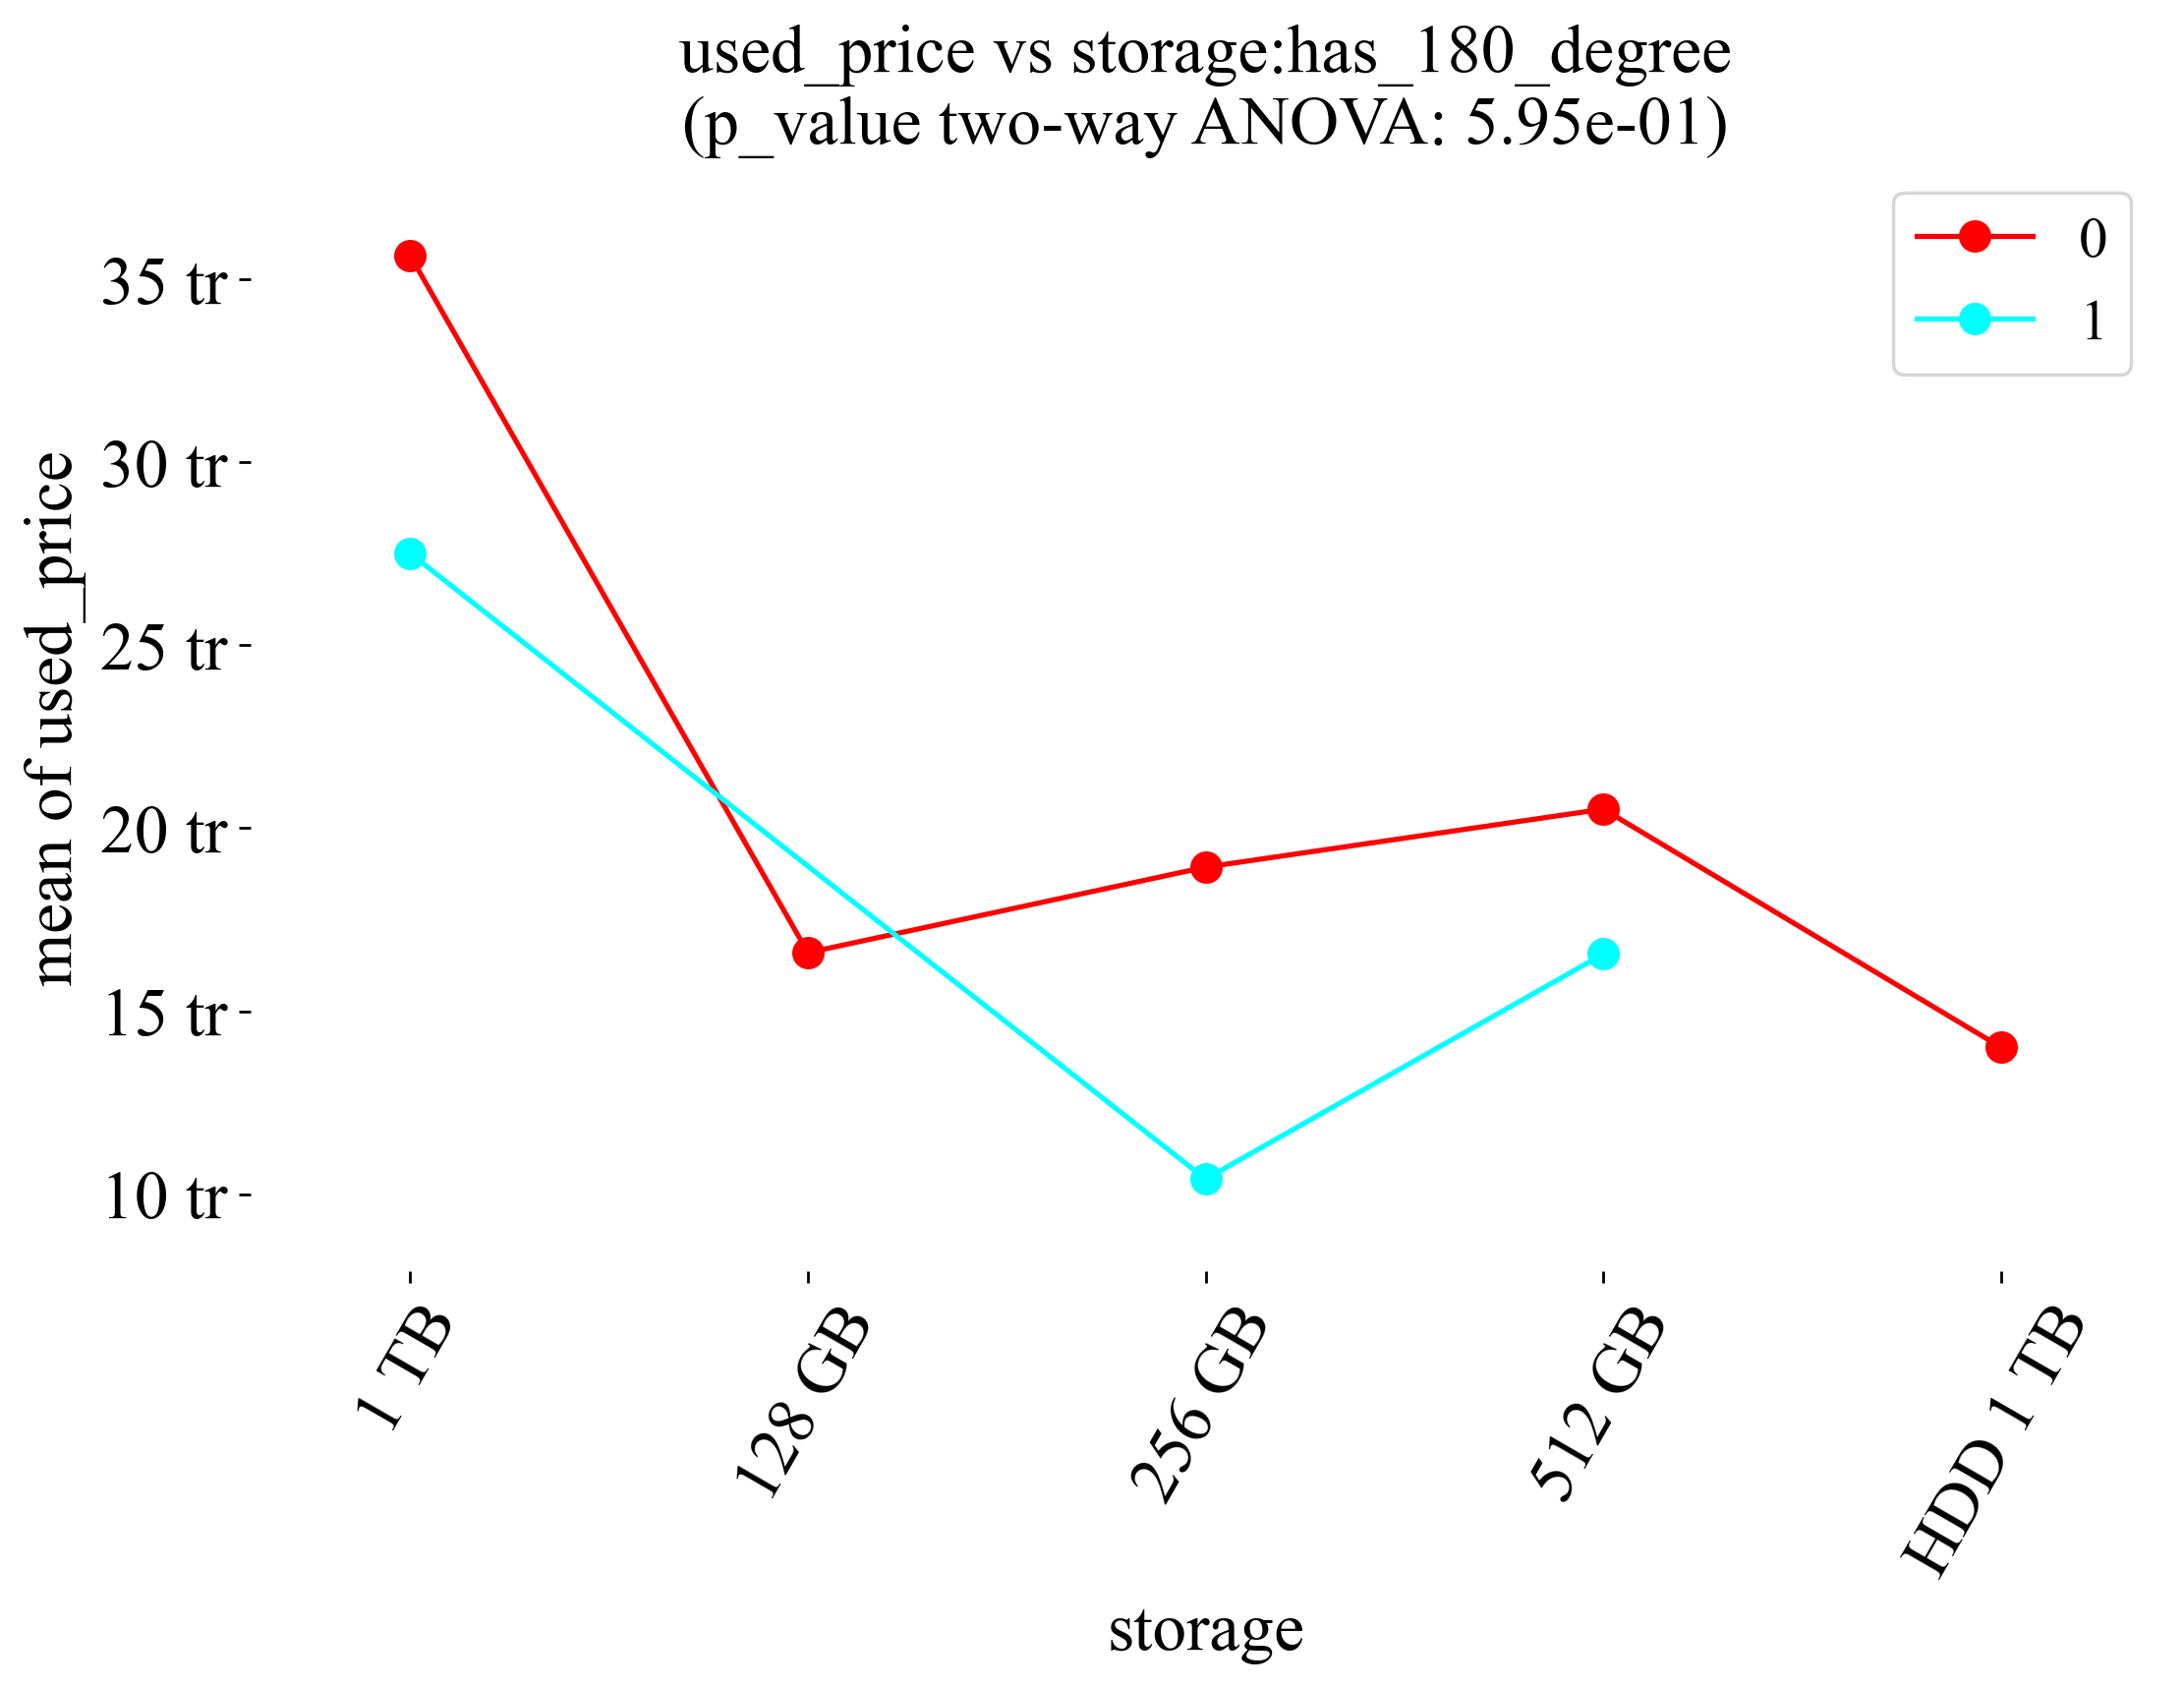 used_price vs storage:has_180_degree
(p_value two-way ANOVA: 5.95e-01)
0
1
mean of used_price
35 tr
30 tr
25 tr
20 tr
15 tr
10 tr
1 TB
128 GB
256 GB
512 GB
HDD 1 TB
storage